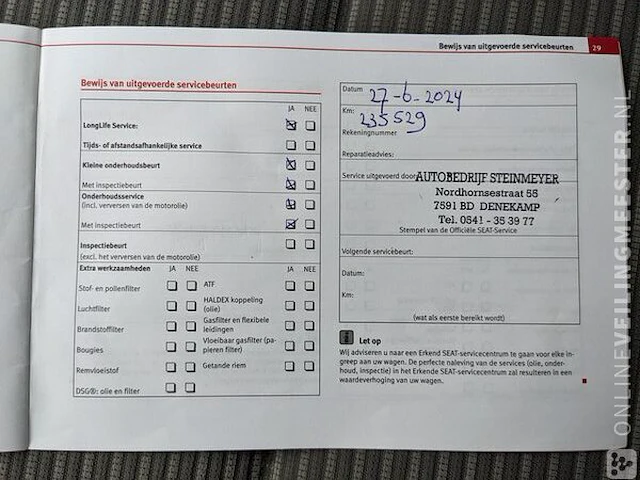 Bewijs van uitgevoerde servicebeurten 29
Bewijs van uitgevoerde servicebeurten
JA NEE
LongLife Service:
Tijds- of afstandsafhankelijke service
Kleine onderhoudsbeurt
Met inspectiebeurt
Onderhoudsservice
(incl. verversen van de motorolie)
Met inspectiebeurt
Inspectiebeurt
(excl. het verversen van de motorolie)
Extra werkzaamheden JA NEE JA NEE
Stof- en pollenfilter ATF
Luchtfilter HALDEX koppeling
(olie)
Brandstoffilter Gasfilter en flexibele
leidingen
Bougies Vloeibaar gasfilter (pa-
pieren filter)
Remvloeistof Getande riem
DSG®: olie en filter
Datum 27-6-2024
Km: 235529
Rekeningnummer
Reparatieadvies:
Service uitgevoerd door: AUTOBEDRIJF STEINMEYER
Nordhornsestraat 55
7591 BD DENEKAMP
Tel. 0541 - 35 39 77
Stempel van de Officiële SEAT-Service
Volgende servicebeurt:
Datum:
Km:
(wat als eerste bereikt wordt)
Let op
Wij adviseren u naar een Erkend SEAT-servicecentrum te gaan voor elke in-
greep aan uw wagen. De perfecte naleving van de services (olie, onder-
houd, inspectie) in het Erkende SEAT-servicecentrum zal resulteren in een
waardeverhoging van uw wagen.
ONLINEVEILINGMEESTER.NL